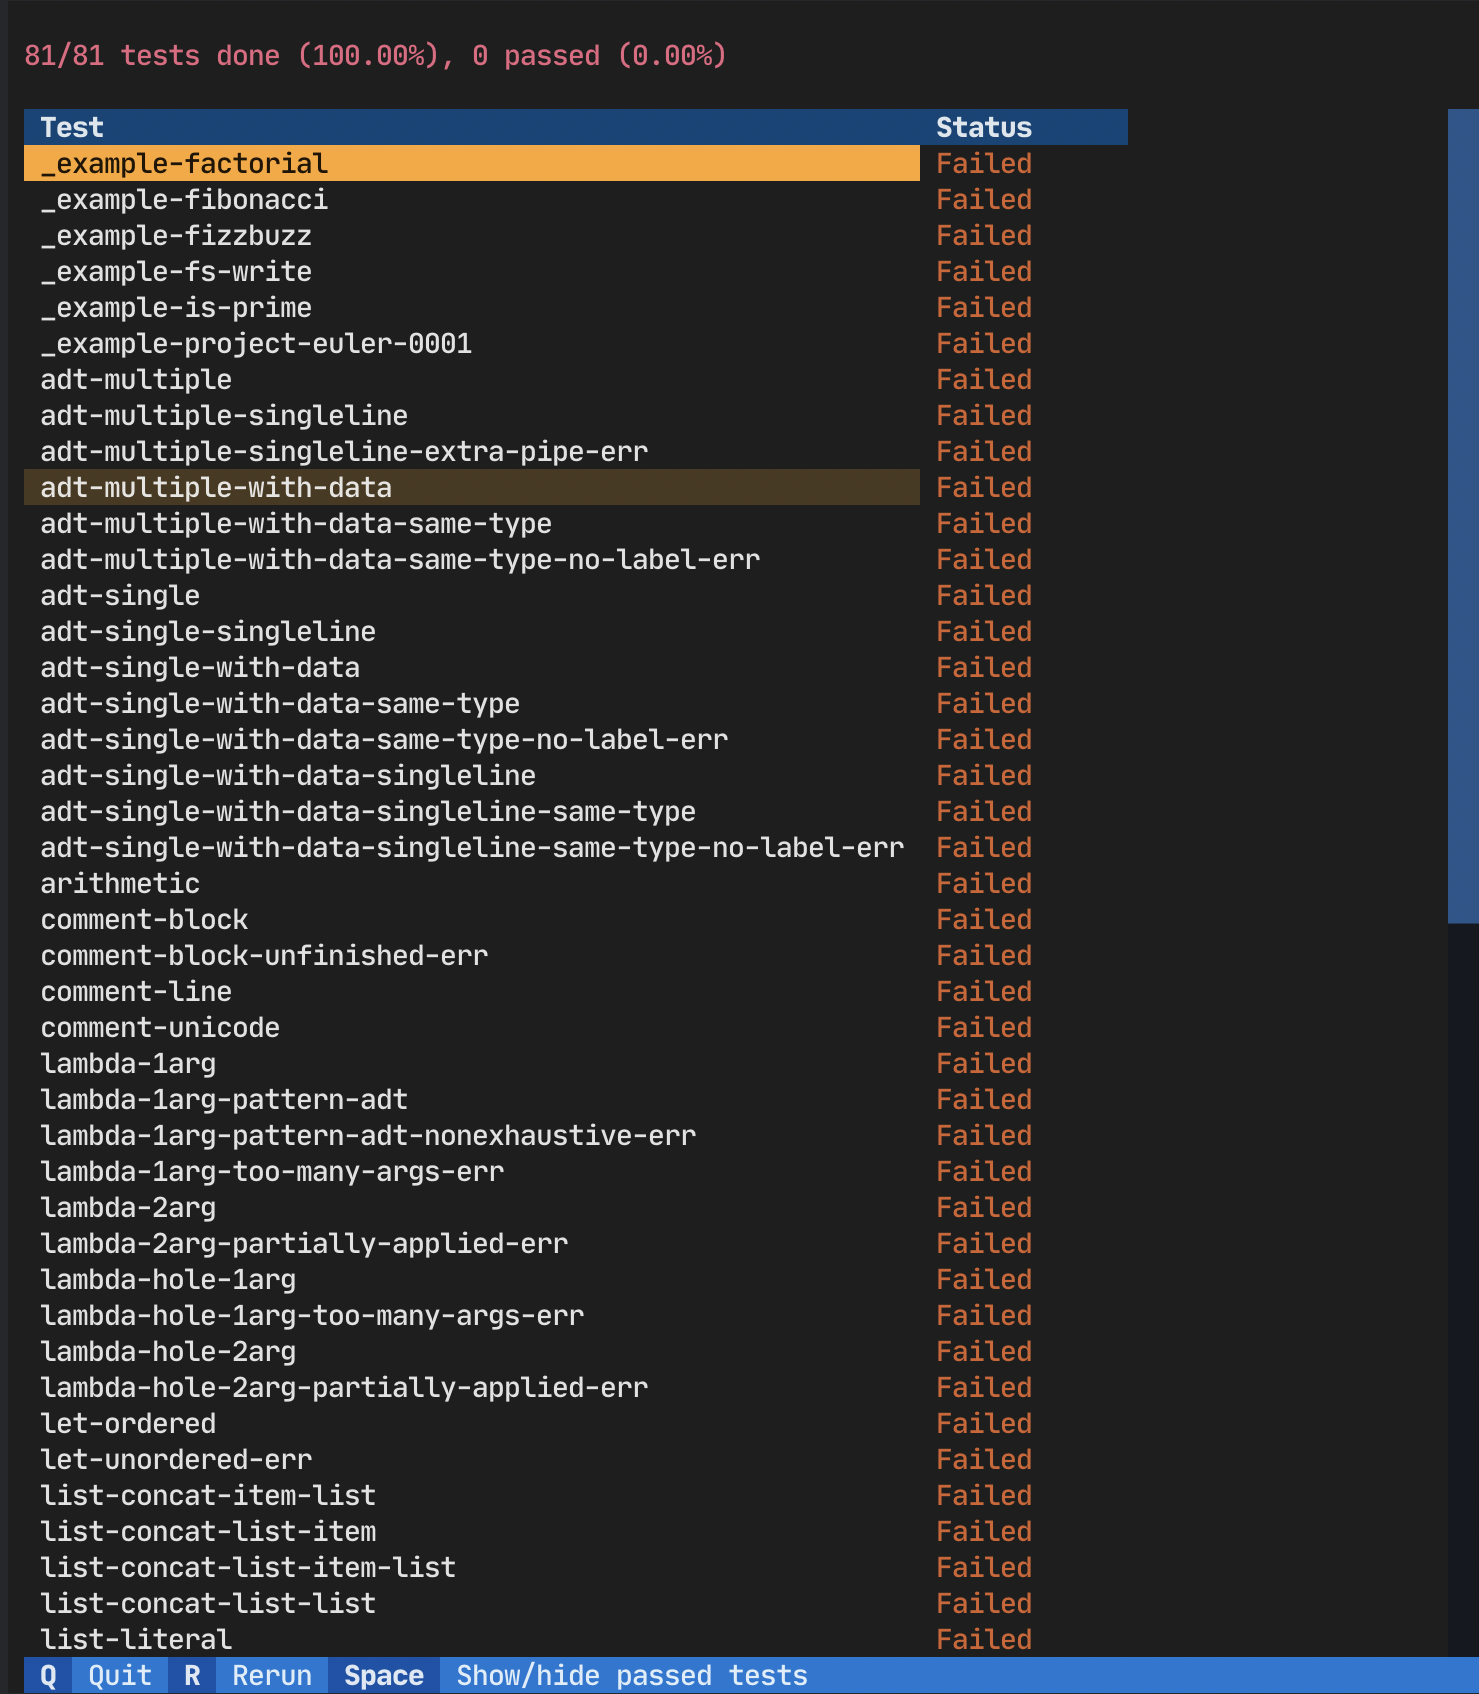 81/81 tests done (100.00%), 0 passed (0.00%)
Test Status
_example-factorial Failed
_example-fibonacci Failed
_example-fizzbuzz Failed
_example-fs-write Failed
_example-is-prime Failed
_example-project-euler-0001 Failed
adt-multiple Failed
adt-multiple-singleline Failed
adt-multiple-singleline-extra-pipe-err Failed
adt-multiple-with-data Failed
adt-multiple-with-data-same-type Failed
adt-multiple-with-data-same-type-no-label-err Failed
adt-single Failed
adt-single-singleline Failed
adt-single-with-data Failed
adt-single-with-data-same-type Failed
adt-single-with-data-same-type-no-label-err Failed
adt-single-with-data-singleline Failed
adt-single-with-data-singleline-same-type Failed
adt-single-with-data-singleline-same-type-no-label-err Failed
arithmetic Failed
comment-block Failed
comment-block-unfinished-err Failed
comment-line Failed
comment-unicode Failed
lambda-1arg Failed
lambda-1arg-pattern-adt Failed
lambda-1arg-pattern-adt-nonexhaustive-err Failed
lambda-1arg-too-many-args-err Failed
lambda-2arg Failed
lambda-2arg-partially-applied-err Failed
lambda-hole-1arg Failed
lambda-hole-1arg-too-many-args-err Failed
lambda-hole-2arg Failed
lambda-hole-2arg-partially-applied-err Failed
let-ordered Failed
let-unordered-err Failed
list-concat-item-list Failed
list-concat-list-item Failed
list-concat-list-item-list Failed
list-concat-list-list Failed
list-literal Failed
Q Quit R Rerun Space Show/hide passed tests